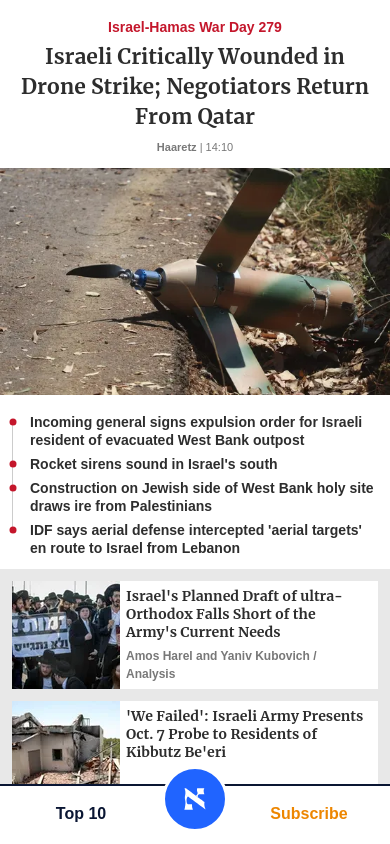 Israel-Hamas War Day 279
Israeli Critically Wounded in
Drone Strike; Negotiators Return
From Qatar
Haaretz | 14:10
Incoming general signs expulsion order for Israeli
resident of evacuated West Bank outpost
Rocket sirens sound in Israel's south
Construction on Jewish side of West Bank holy site
draws ire from Palestinians
IDF says aerial defense intercepted 'aerial targets'
en route to Israel from Lebanon
Israel's Planned Draft of ultra-
Orthodox Falls Short of the
Army's Current Needs
Amos Harel and Yaniv Kubovich /
Analysis
'We Failed': Israeli Army Presents
Oct. 7 Probe to Residents of
Kibbutz Be'eri
Top 10
א
Subscribe